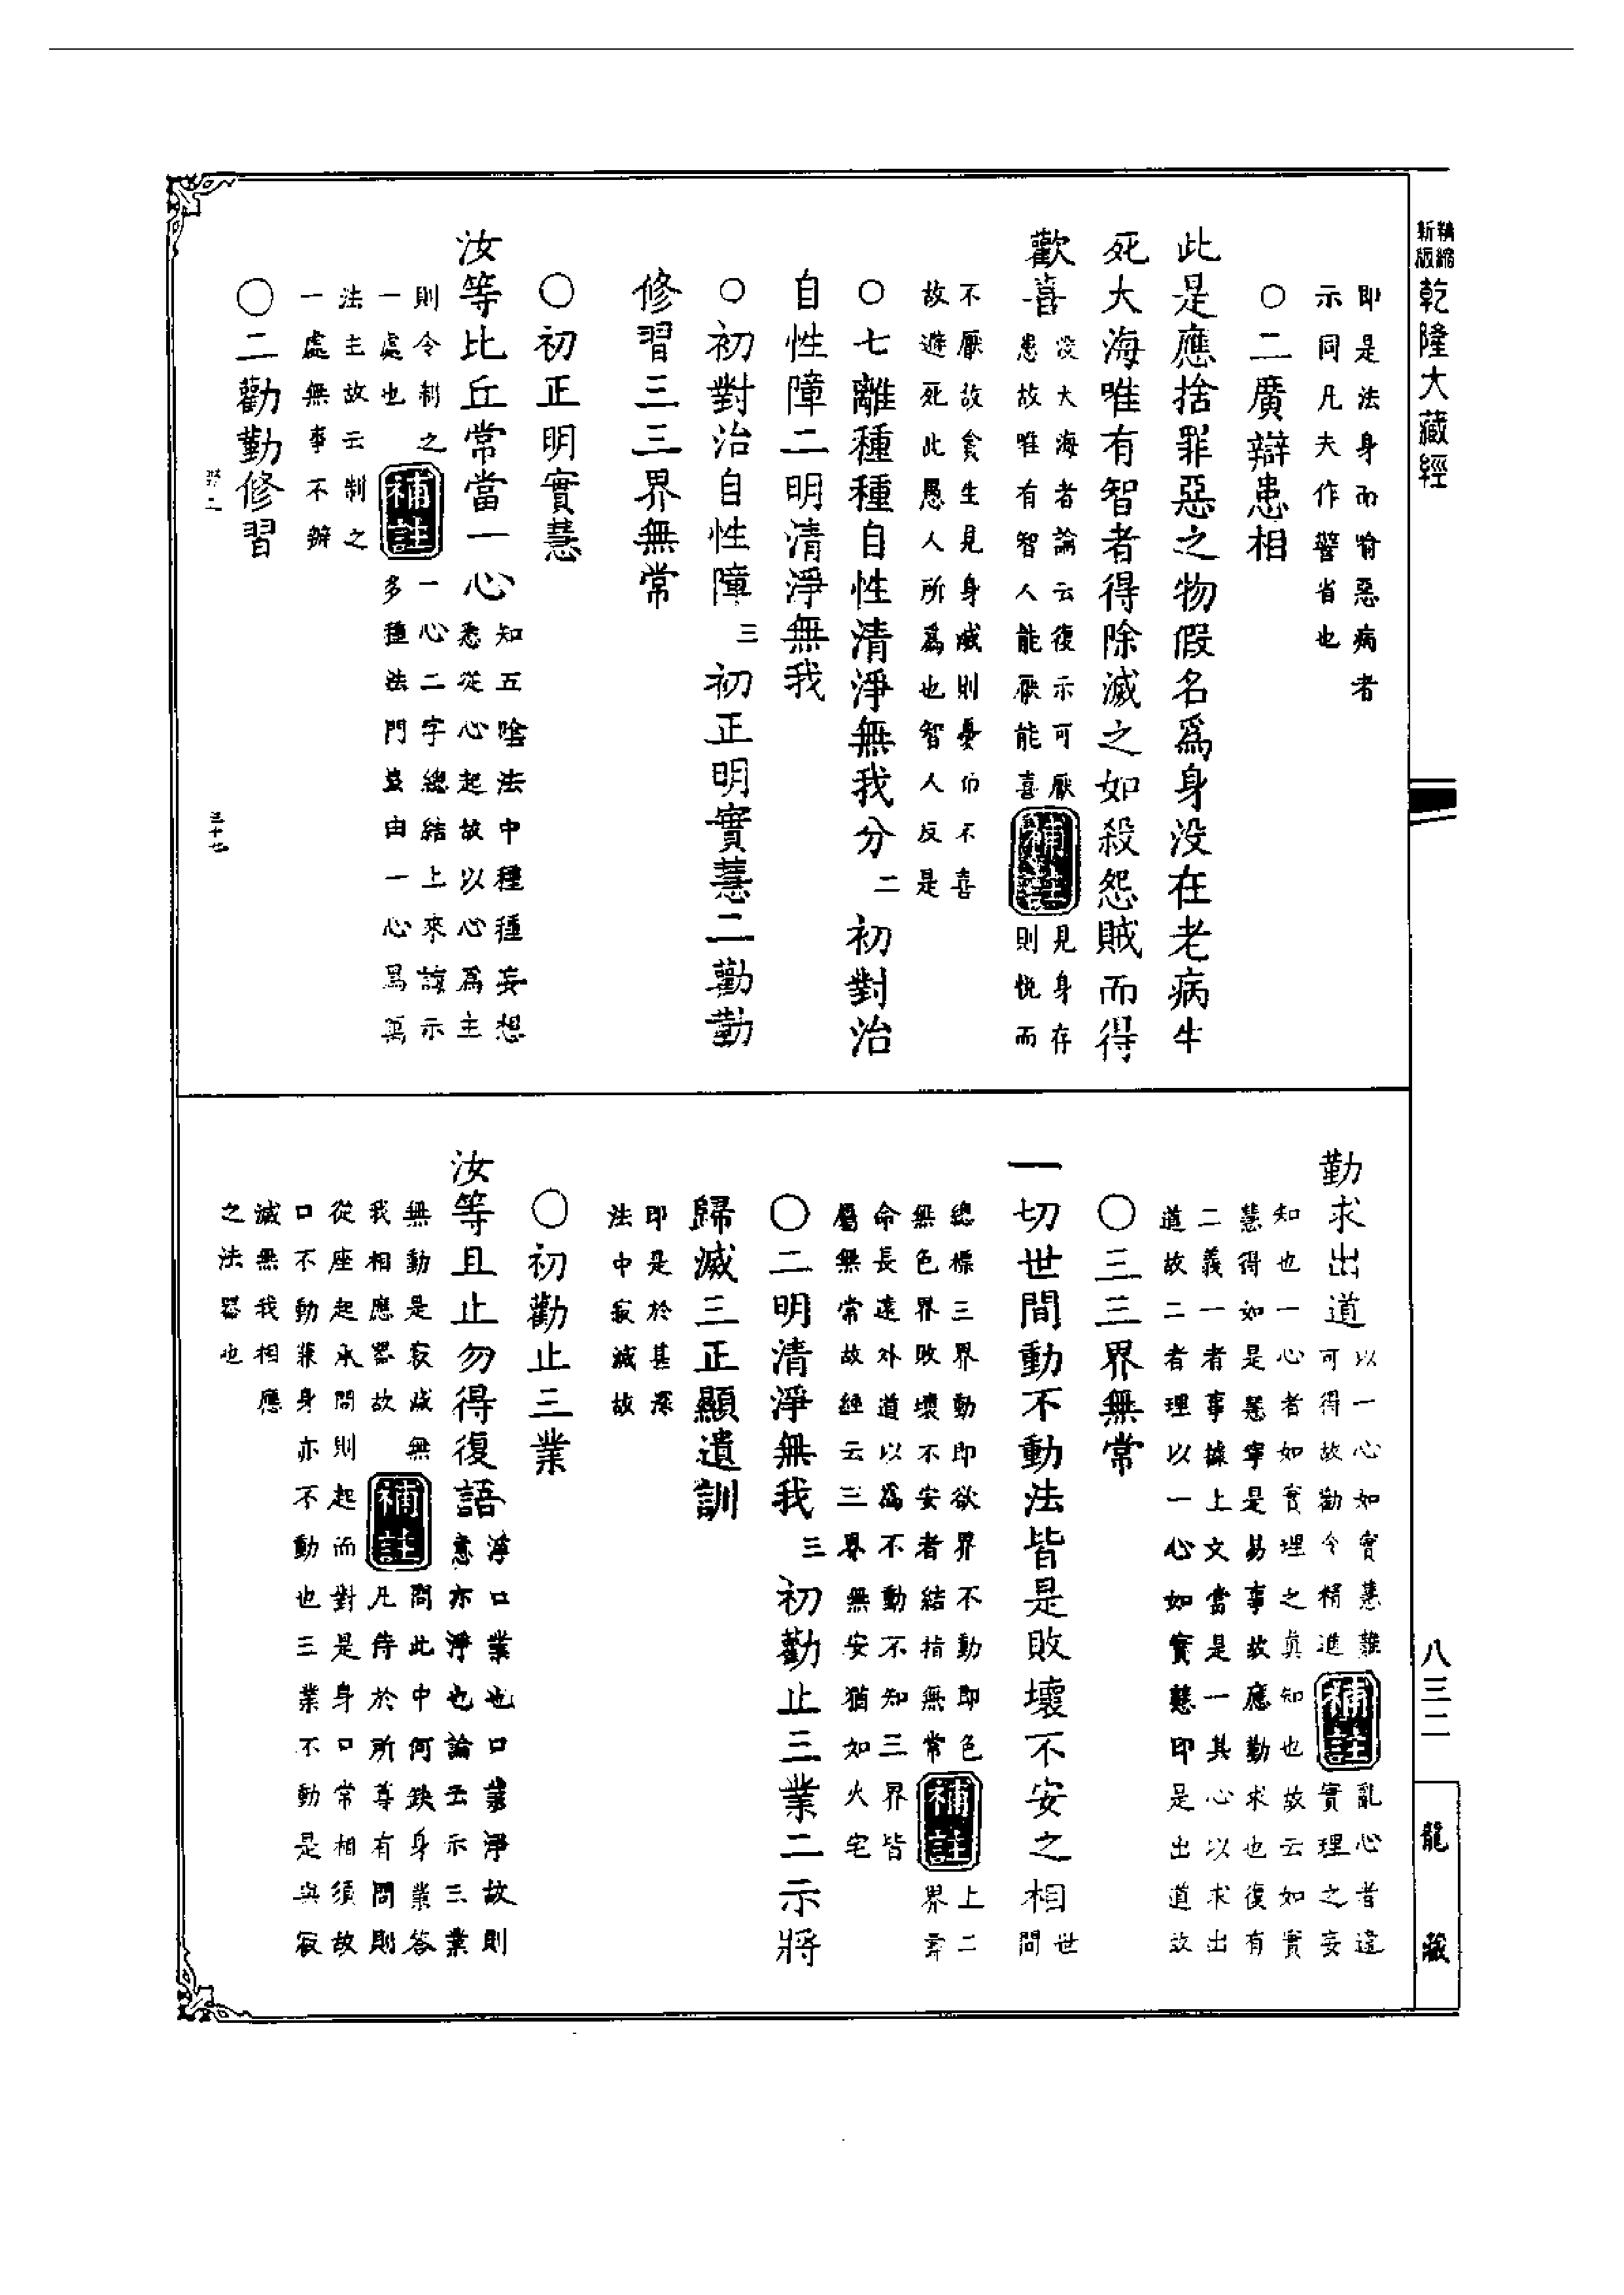 精縮
新版
乾隆大藏經
八三二
龍藏
即是法身而喻惡病者
示同凡夫作警省也
○二廣辯患相
此是應捨罪惡之物假名爲身没在老病生
死大海唯有智者得除滅之如殺怨賊而得
歡喜
没大海者論云復示可厭
患故唯有智人能厭能喜
補註
見身存
則悅而
不厭故貪生見身滅則憂怖不喜
故避死此愚人所爲也智人反是
○七離種種自性清淨無我分二初對治
自性障二明清淨無我
○初對治自性障三初正明實慧二勸勤
修習三三界無常
○初正明實慧
汝等比丘常當一心
知五陰法中種種妄想
悉從心起故以心爲主
則令制之
一處也
補註
一心二字總結上來諄示
多種法門蓋由一心爲萬
法主故云制之
一處無事不辦
○二勸勤修習
三十七
勤求出道
以一心如實慧難
可得故勸令精進
補註
亂心者違
實理之妄
知也一心者如實理之真知也故云如實
慧得如是慧寧是易事故應勤求也復有
二義一者事據上文當是一其心以求出
道故二者理以一心如實慧即是出道故
○三三界無常
一切世間動不動法皆是敗壞不安之相
世
間
總標三界動即欲界不動即色
無色界敗壞不安者結指無常
補註
上二
界壽
命長遠外道以爲不動不知三界皆
屬無常故經云三界無安猶如火宅
○二明清淨無我三初勸止三業二示將
歸滅三正顯遺訓
即是於甚深
法中寂滅故
○初勸止三業
汝等且止勿得復語
淨口業也口業淨故則
意亦淨也論云示三業
無動是寂滅無
我相應器故
補註
問此中何缺身業答
凡侍於所尊有問則
從座起承問則起而對是身口常相須故
口不動兼身亦不動也三業不動是與寂
滅無我相應
之法器也